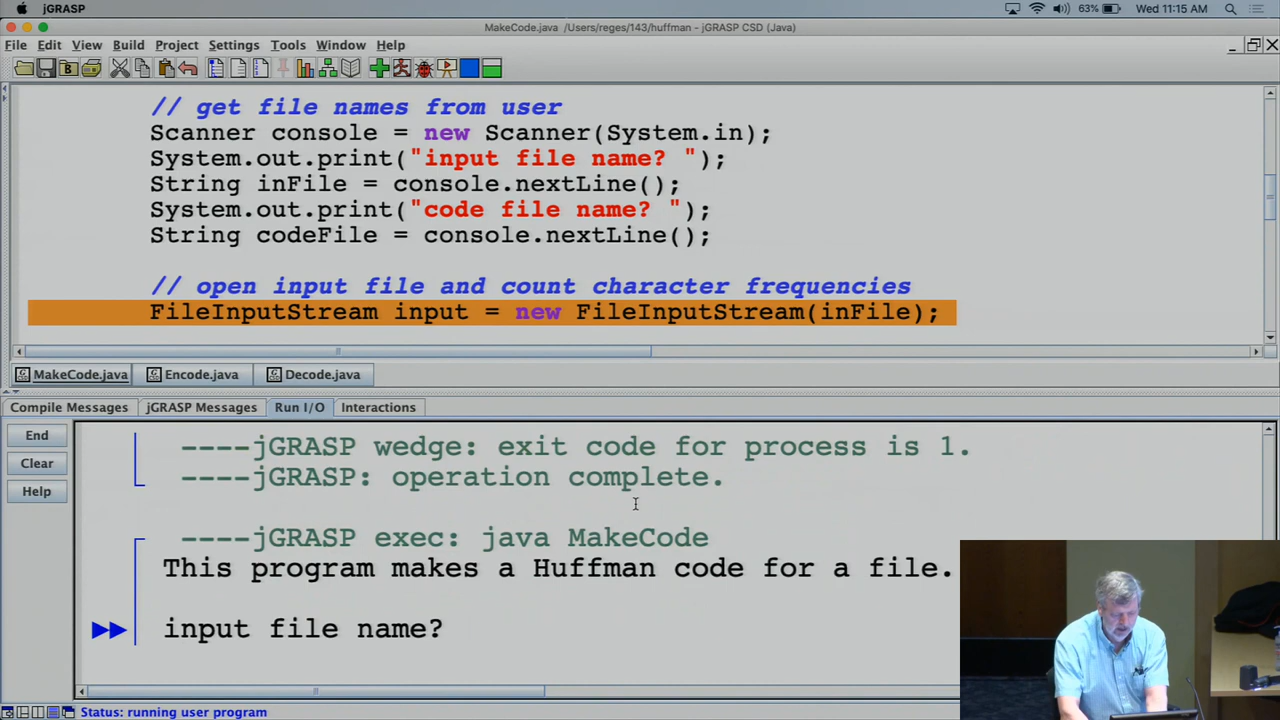 jGRASP
63%
Wed 11:15 AM
MakeCode.java /Users/reges/143/huffman - jGRASP CSD (Java)
File Edit View Build Project Settings Tools Window Help
B
// get file names from user
Scanner console = new Scanner(System.in);
System.out.print("input file name? ");
String inFile = console.nextLine();
System.out.print("code file name? ");
String codeFile = console.nextLine();
// open input file and count character frequencies
FileInputStream input = new FileInputStream(inFile);
MakeCode.java Encode.java Decode.java
Compile Messages jGRASP Messages Run I/O Interactions
End
Clear
Help
----jGRASP wedge: exit code for process is 1.
----jGRASP: operation complete.
----jGRASP exec: java MakeCode
This program makes a Huffman code for a file.
input file name?
Status: running user program